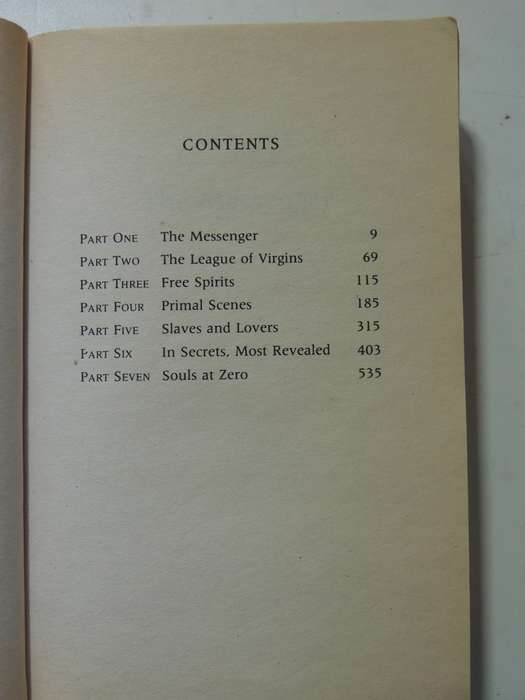 CONTENTS
PART ONE The Messenger 9
PART TWO The League of Virgins 69
PART THREE Free Spirits 115
PART FOUR Primal Scenes 185
PART FIVE Slaves and Lovers 315
PART SIX In Secrets, Most Revealed 403
PART SEVEN Souls at Zero 535